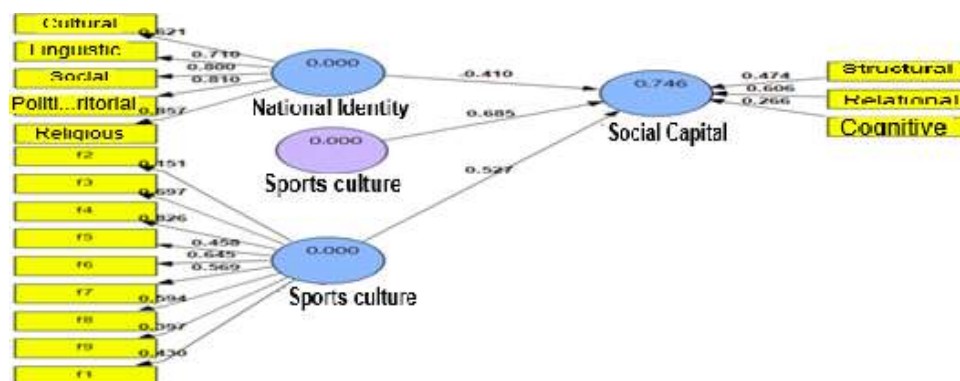 Cultural
0.621
Linguistic
0.710
Social
0.800
Politi...ritorial
0.810
Religious
0.857
0.000
National Identity
-0.410
0.746
Social Capital
0.474
Structural
0.606
Relational
0.266
Cognitive
0.000
Sports culture
0.685
0.527
f2
0.151
f3
0.697
f4
0.826
f5
0.458
f6
0.645
f7
0.569
f8
0.594
f9
0.397
f1
0.430
0.000
Sports culture